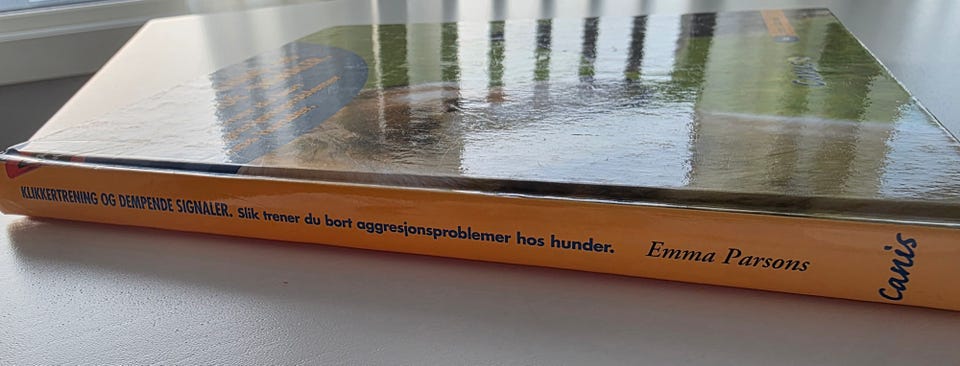 KLIKKERTRENING OG DEMPENDE SIGNALER. Slik trener du bort aggresjonsproblemer hos hunder. Emma Parsons canis